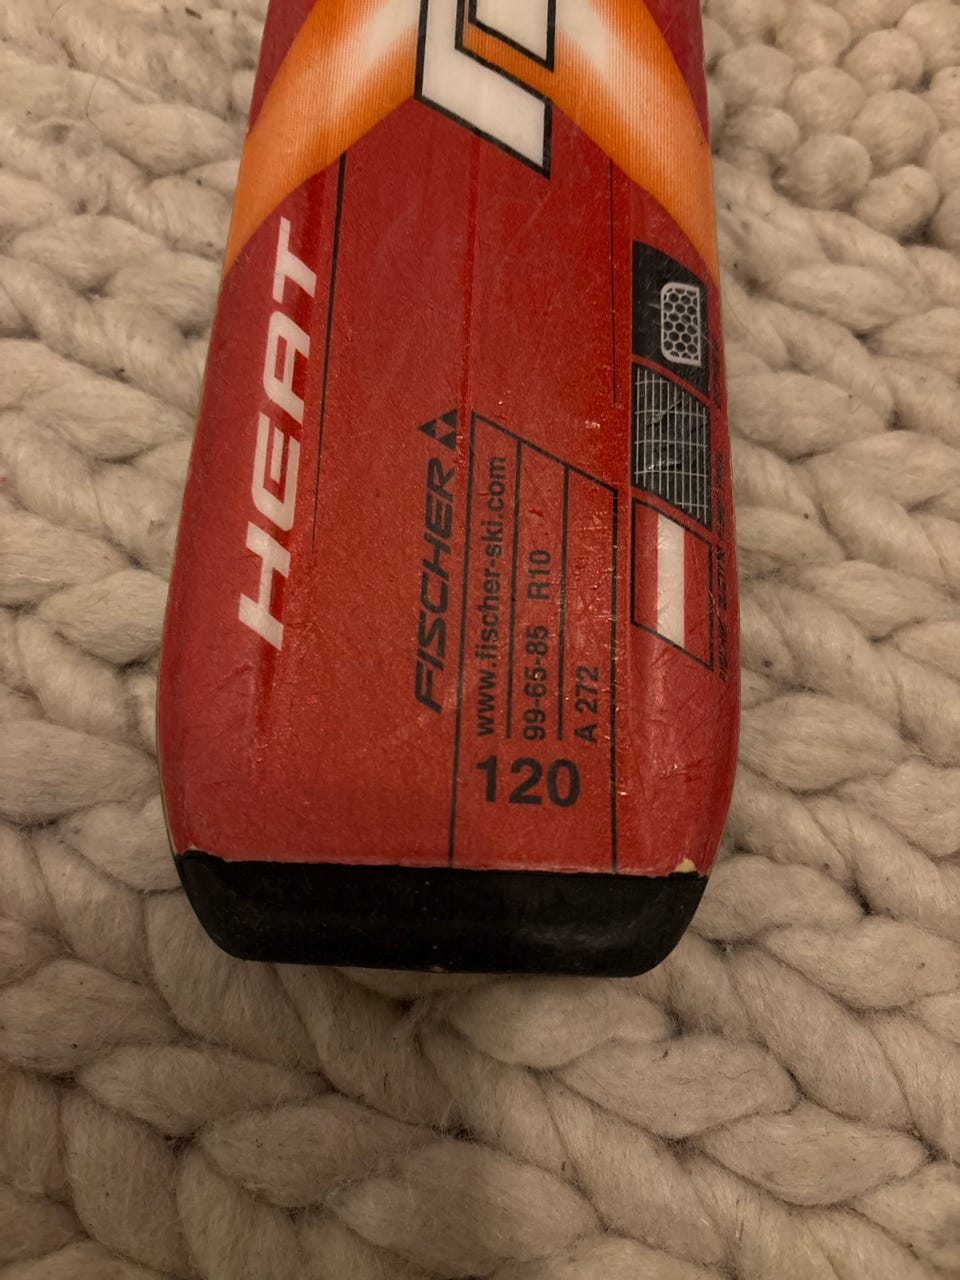 HEAT
FISCHER
www.fischer-ski.com
99-65-85 R10
A 272
120